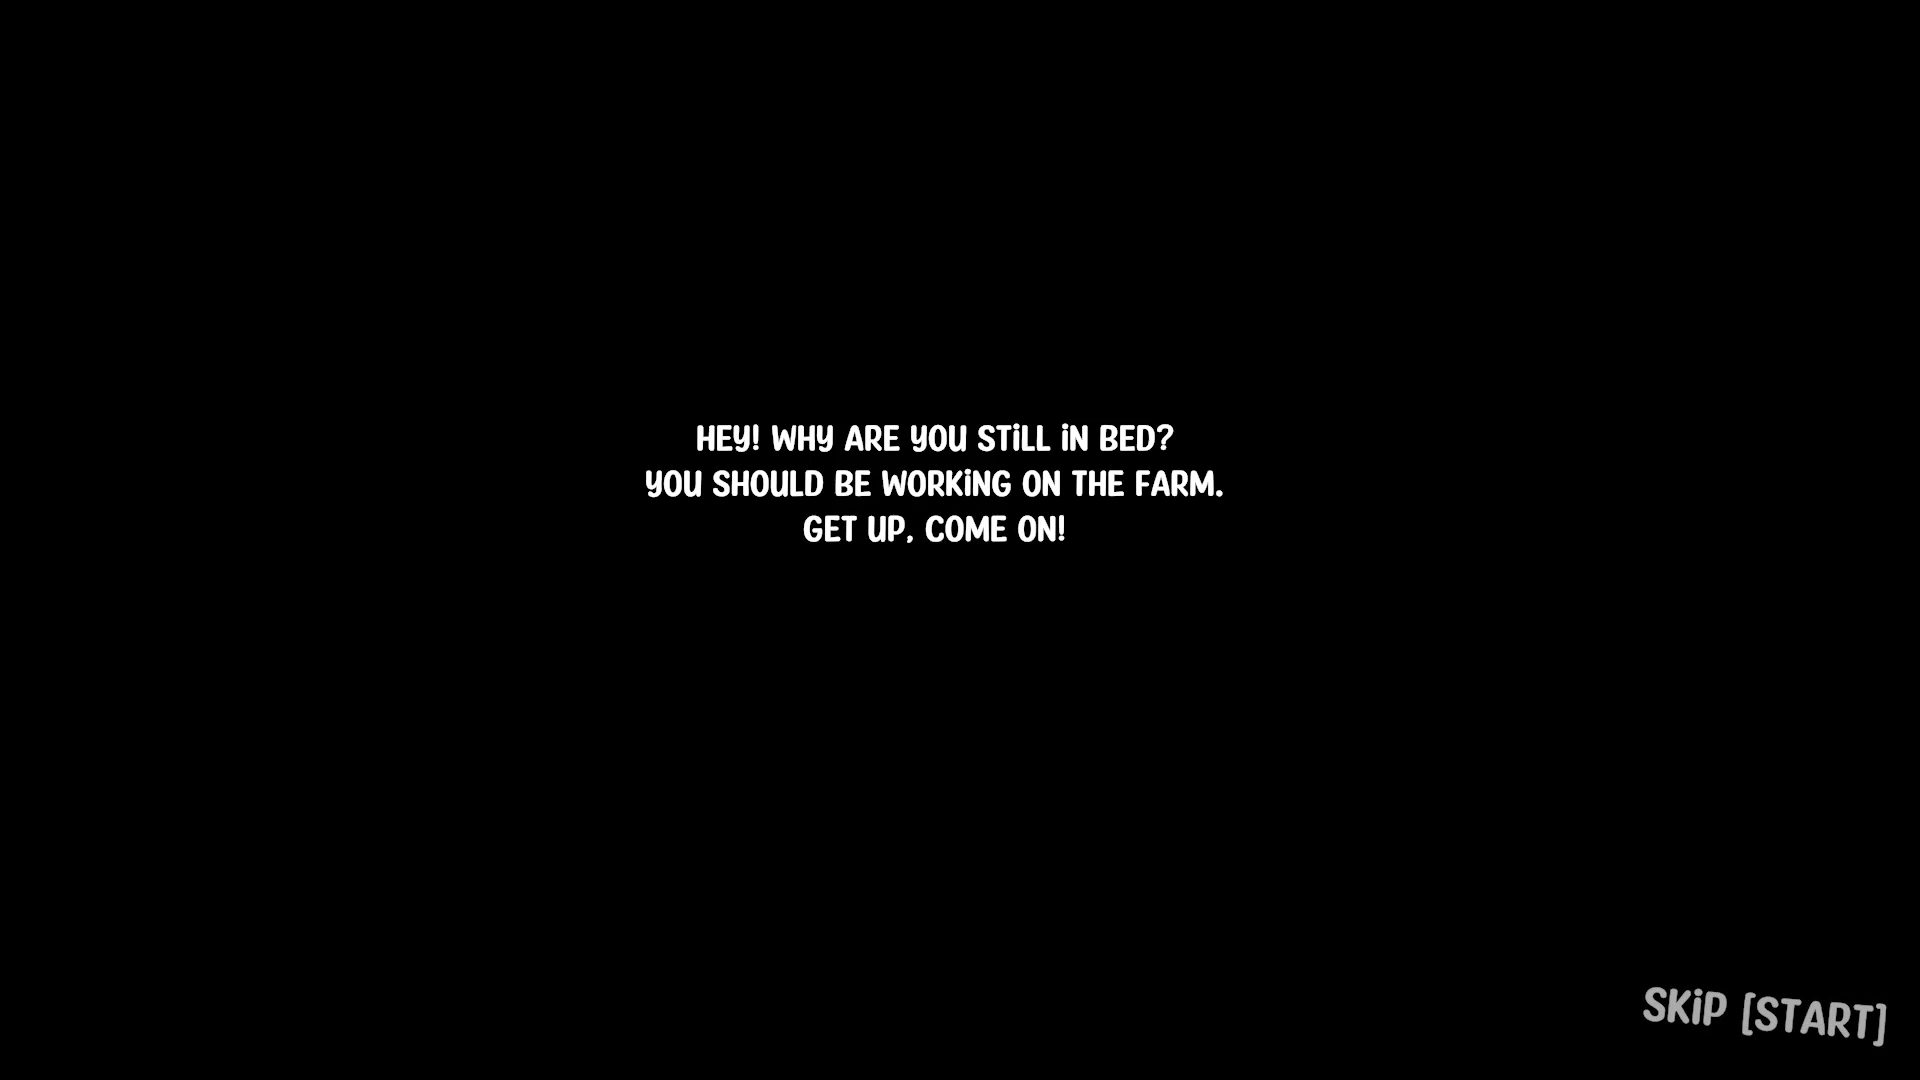 HEY! WHY ARE YOU STILL IN BED?
YOU SHOULD BE WORKING ON THE FARM.
GET UP, COME ON!
SKIP [START]